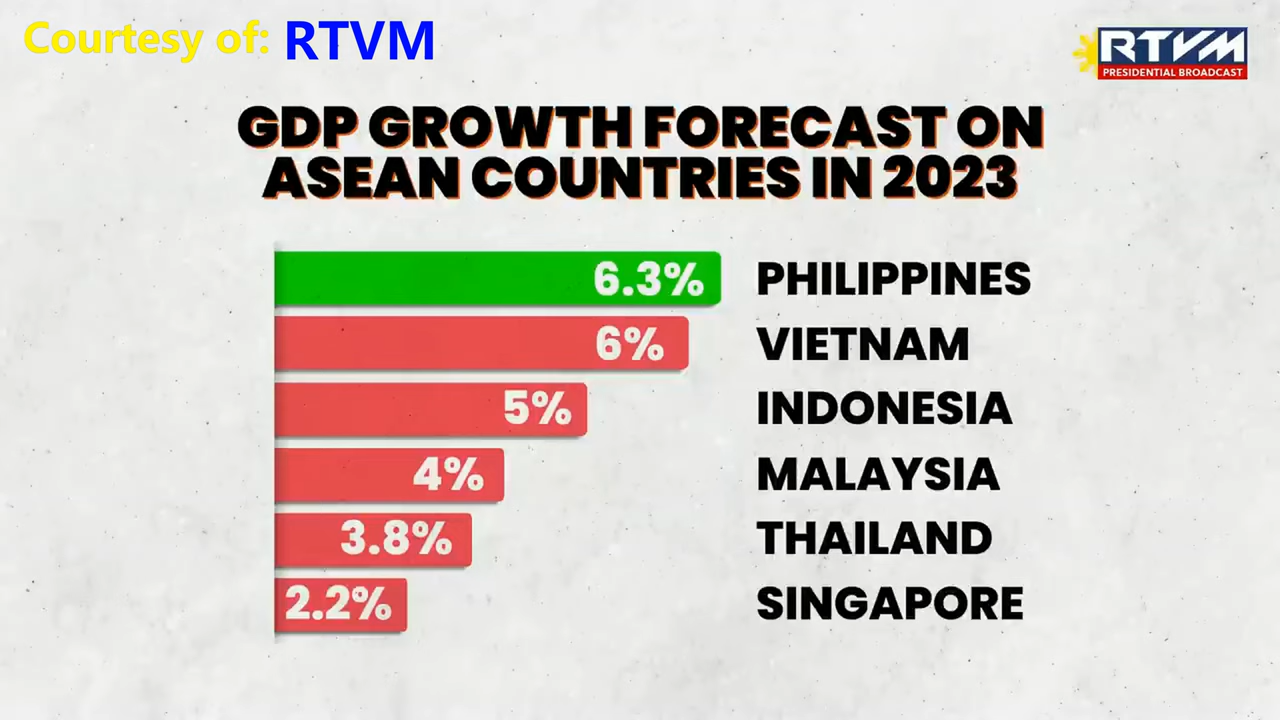 Courtesy of: RTVM
RTVM
PRESIDENTIAL BROADCAST
GDP GROWTH FORECAST ON
ASEAN COUNTRIES IN 2023
6.3% PHILIPPINES
6% VIETNAM
5% INDONESIA
4% MALAYSIA
3.8% THAILAND
2.2% SINGAPORE